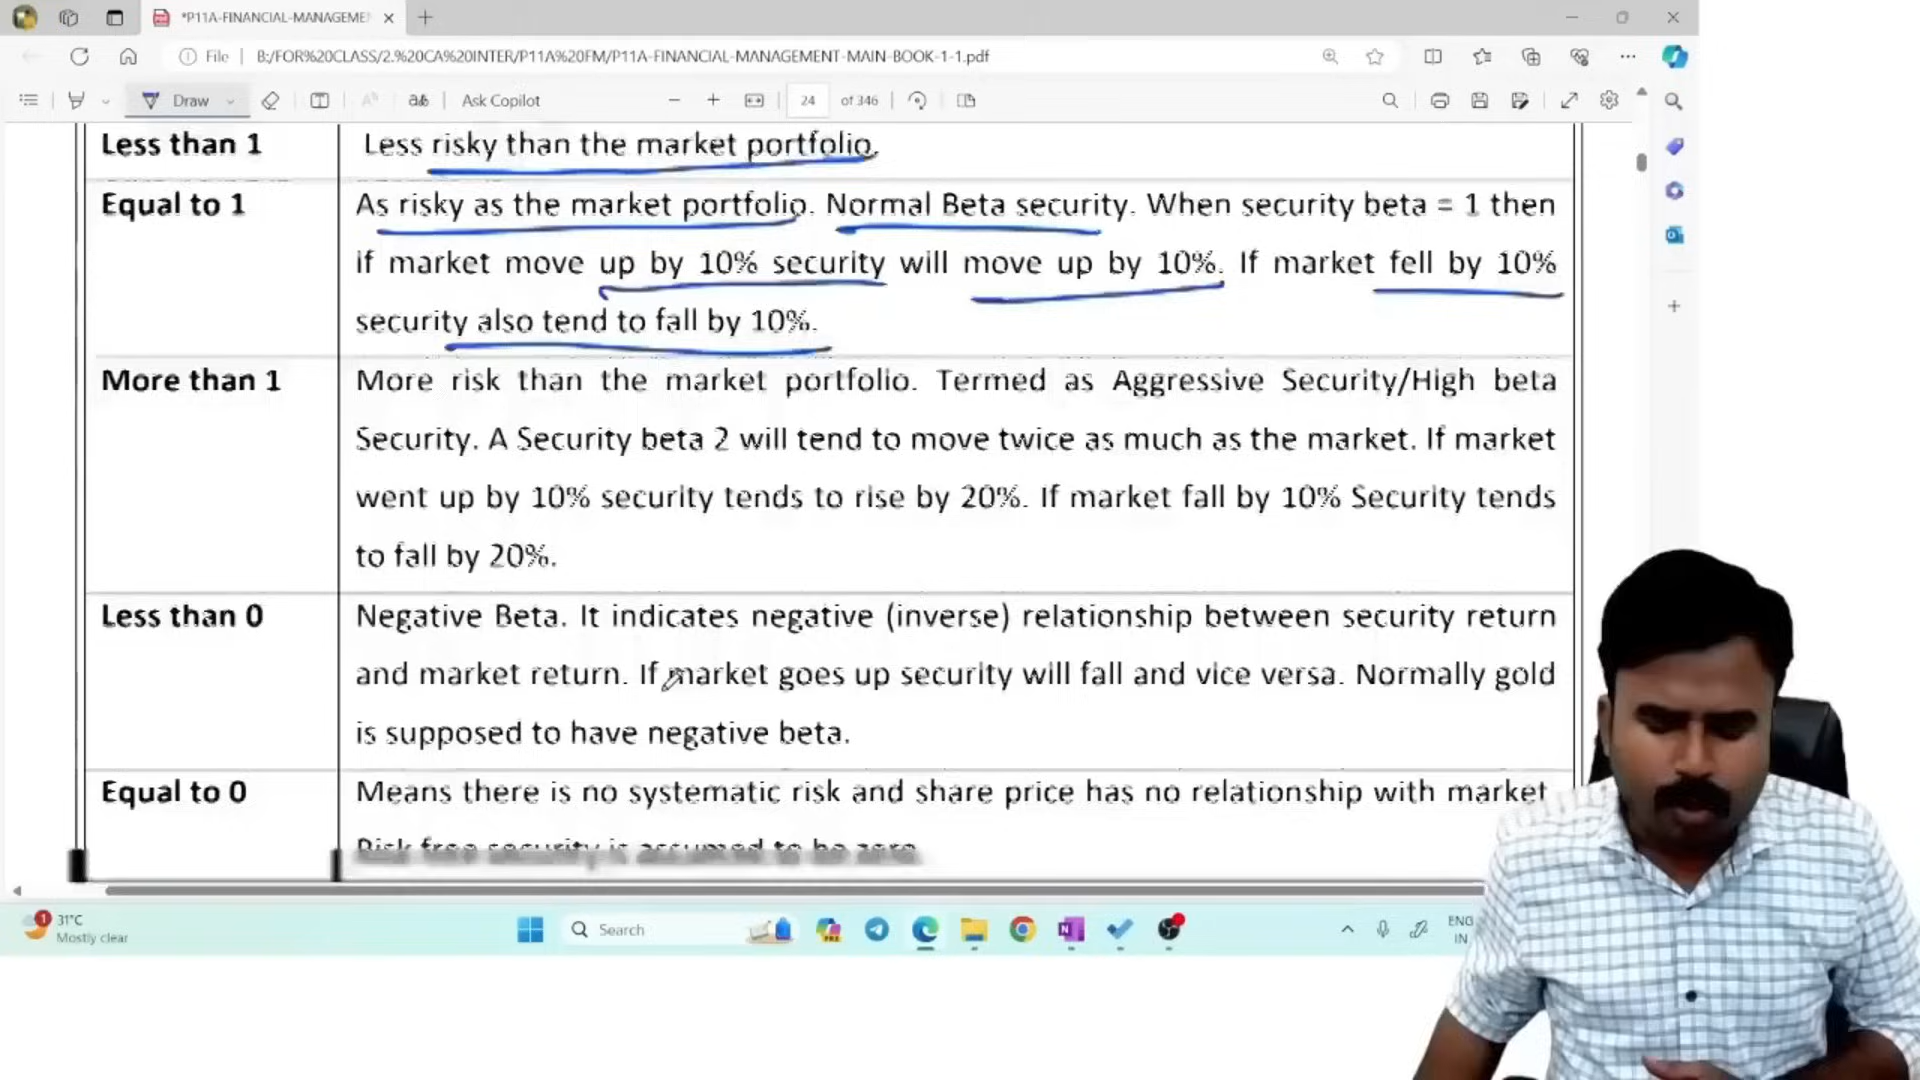 *P11A-FINANCIAL-MANAGEME
File
B:/FOR%20CLASS/2.%20CA%20INTER/P11A%20FM/P11A-FINANCIAL-MANAGEMENT-MAIN-BOOK-1-1.pdf
Draw
Ask Copilot
24
of 346
Less than 1
Less risky than the market portfolio.
Equal to 1
As risky as the market portfolio. Normal Beta security. When security beta = 1 then
if market move up by 10% security will move up by 10%. If market fell by 10%
security also tend to fall by 10%.
More than 1
More risk than the market portfolio. Termed as Aggressive Security/High beta
Security. A Security beta 2 will tend to move twice as much as the market. If market
went up by 10% security tends to rise by 20%. If market fall by 10% Security tends
to fall by 20%.
Less than 0
Negative Beta. It indicates negative (inverse) relationship between security return
and market return. If market goes up security will fall and vice versa. Normally gold
is supposed to have negative beta.
Equal to 0
Means there is no systematic risk and share price has no relationship with market.
Risk free security is assumed to be zero
1
31°C
Mostly clear
Search
ENG
IN